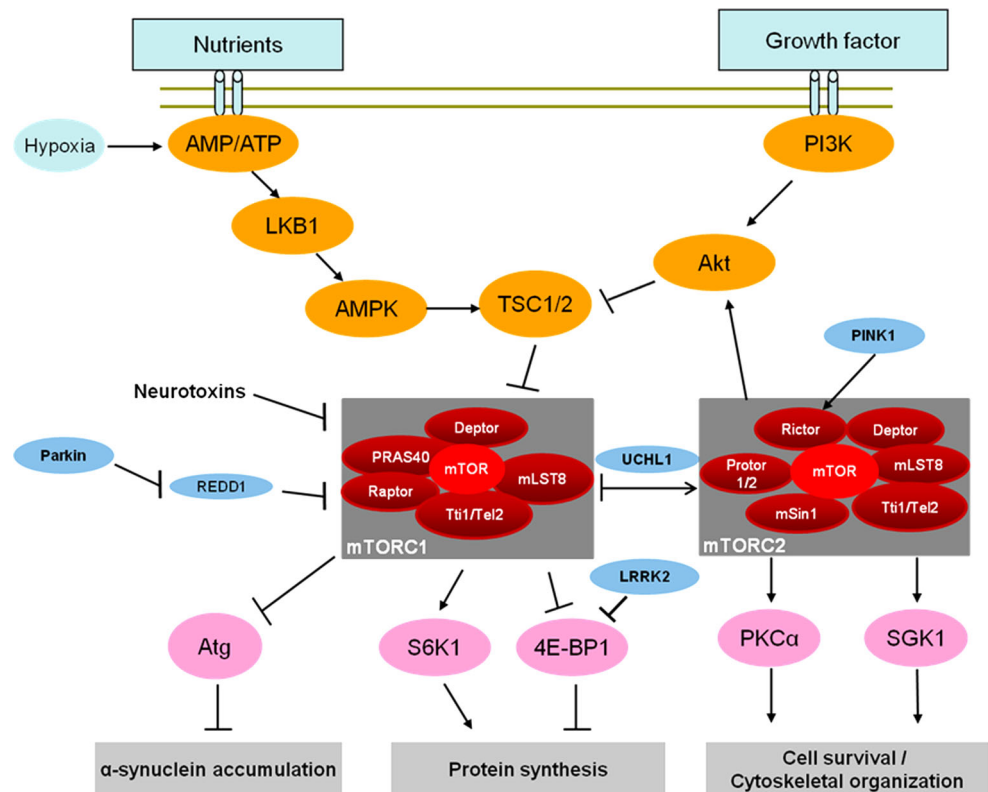 Nutrients
Growth factor
Hypoxia
AMP/ATP
PI3K
LKB1
Akt
AMPK
TSC1/2
PINK1
Neurotoxins
Deptor
Rictor
Deptor
Parkin
PRAS40
mTOR
UCHL1
Protor
1/2
mTOR
mLST8
REDD1
Raptor
mLST8
Tti1/Tel2
mSin1
Tti1/Tel2
mTORC1
mTORC2
LRRK2
Atg
S6K1
4E-BP1
PKCα
SGK1
α-synuclein accumulation
Protein synthesis
Cell survival /
Cytoskeletal organization